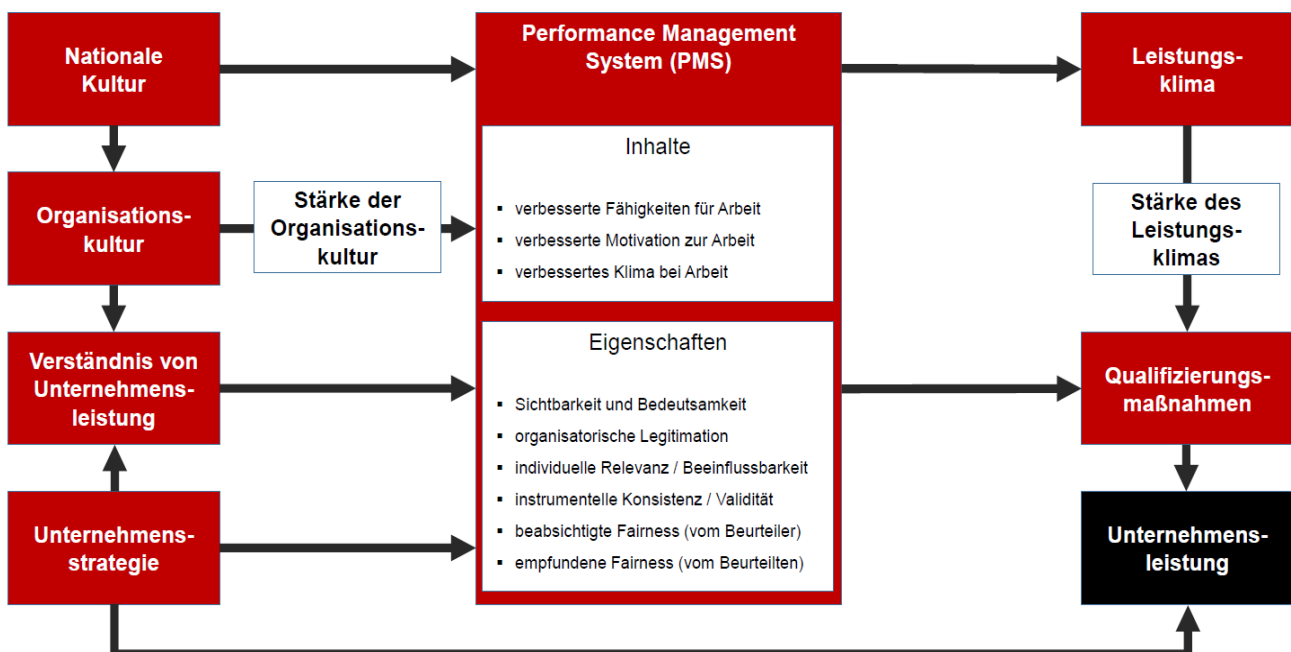 Nationale
Kultur
Organisations-
kultur
Stärke der
Organisations-
kultur
Verständnis von
Unternehmens-
leistung
Unternehmens-
strategie
Performance Management
System (PMS)
Inhalte
▪ verbesserte Fähigkeiten für Arbeit
▪ verbesserte Motivation zur Arbeit
▪ verbessertes Klima bei Arbeit
Eigenschaften
▪ Sichtbarkeit und Bedeutsamkeit
▪ organisatorische Legitimation
▪ individuelle Relevanz / Beeinflussbarkeit
▪ instrumentelle Konsistenz / Validität
▪ beabsichtigte Fairness (vom Beurteiler)
▪ empfundene Fairness (vom Beurteilten)
Leistungs-
klima
Stärke des
Leistungs-
klimas
Qualifizierungs-
maßnahmen
Unternehmens-
leistung